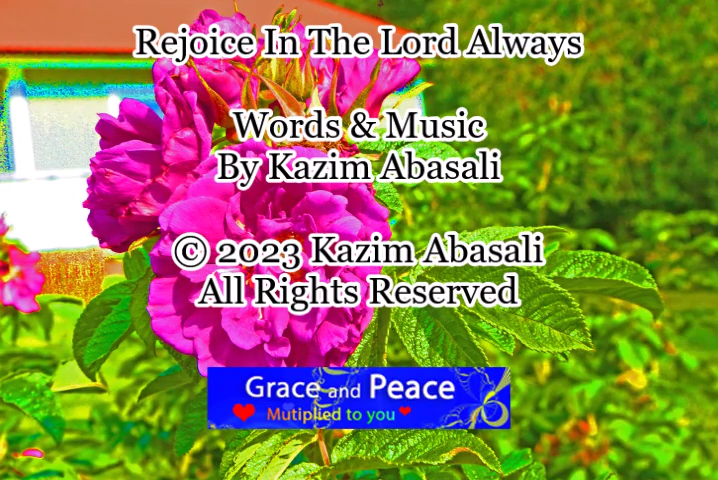 Rejoice In The Lord Always
Words & Music
By Kazim Abasali
© 2023 Kazim Abasali
All Rights Reserved
Grace and Peace
Mutiplied to you